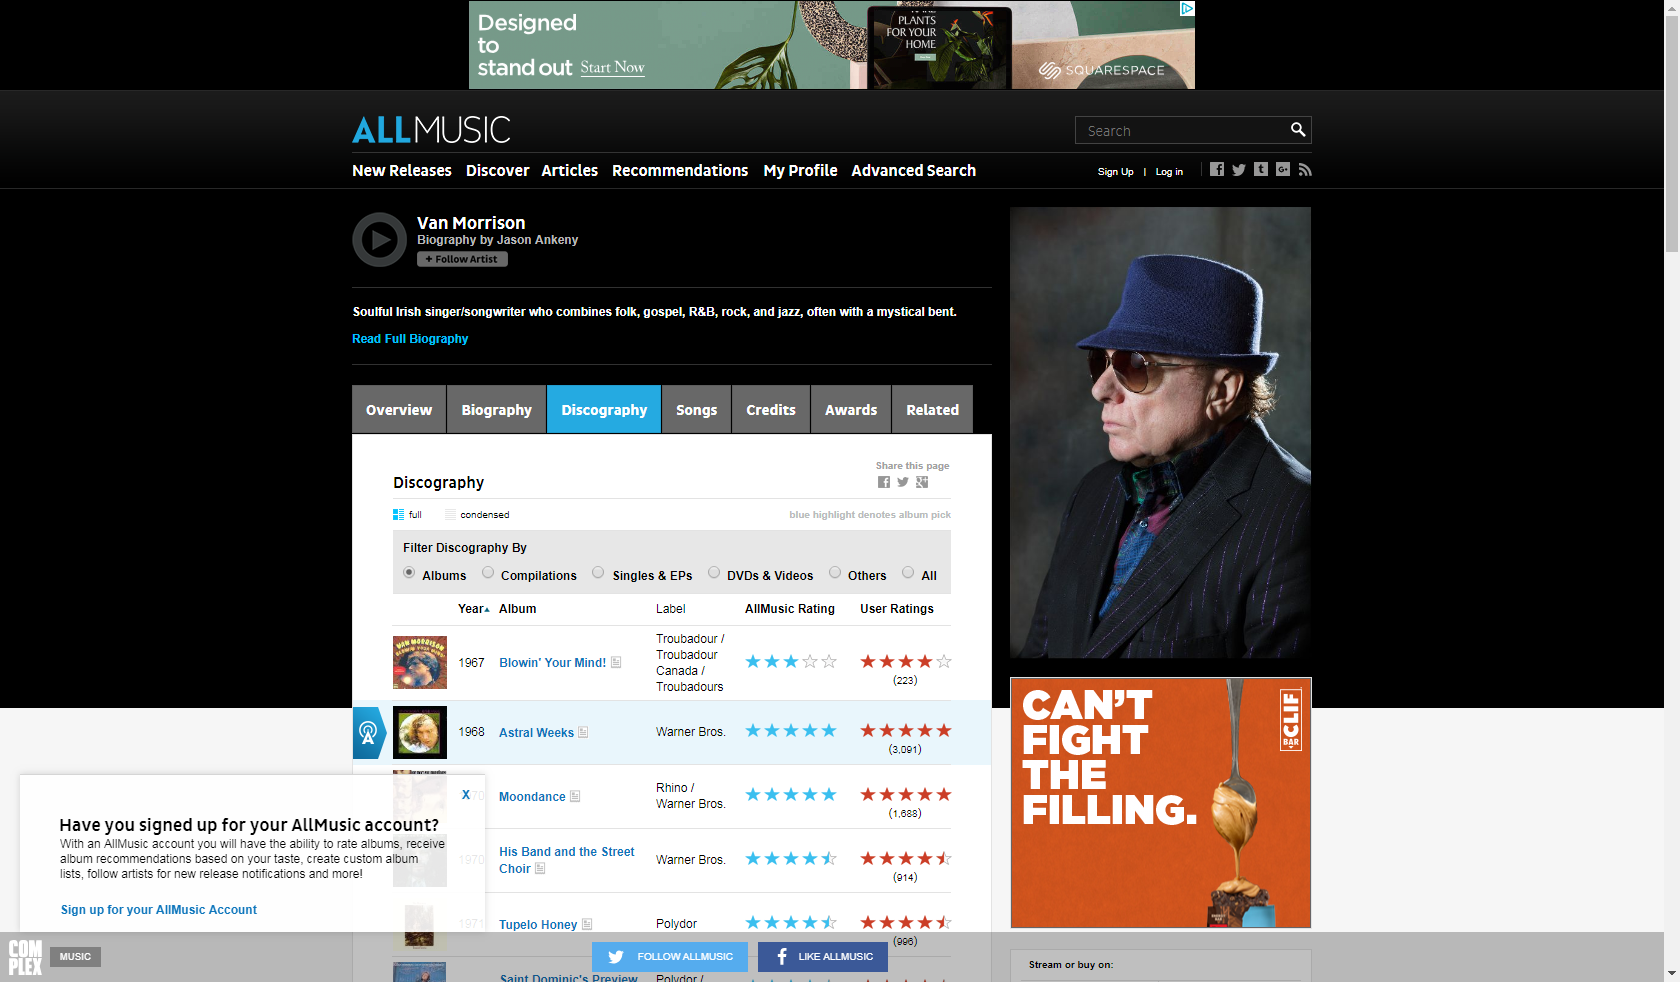 Designed
to
stand out Start Now
PLANTS
FOR YOUR
HOME
SQUARESPACE
ALLMUSIC
Search
New Releases Discover Articles Recommendations My Profile Advanced Search
Sign Up | Log in
Van Morrison
Biography by Jason Ankeny
+ Follow Artist
Soulful Irish singer/songwriter who combines folk, gospel, R&B, rock, and jazz, often with a mystical bent.
Read Full Biography
Overview Biography Discography Songs Credits Awards Related
Share this page
Discography
full condensed blue highlight denotes album pick
Filter Discography By
Albums Compilations Singles & EPs DVDs & Videos Others All
Year Album Label AllMusic Rating User Ratings
VAN MORRISON
BLOWIN' YOUR MIND!
1967 Blowin' Your Mind!
Troubadour /
Troubadour
Canada /
Troubadours
(223)
1968 Astral Weeks Warner Bros.
(3,091)
1970 Moondance
Rhino /
Warner Bros.
(1,688)
1970 His Band and the Street
Choir
Warner Bros.
(914)
1971 Tupelo Honey Polydor
(996)
Saint Dominic's Preview Polydor /
X
Have you signed up for your AllMusic account?
With an AllMusic account you will have the ability to rate albums, receive
album recommendations based on your taste, create custom album
lists, follow artists for new release notifications and more!
Sign up for your AllMusic Account
COM
PLEX
MUSIC
FOLLOW ALLMUSIC
LIKE ALLMUSIC
CAN'T
FIGHT
THE
FILLING.
CLIF
BAR
Stream or buy on: